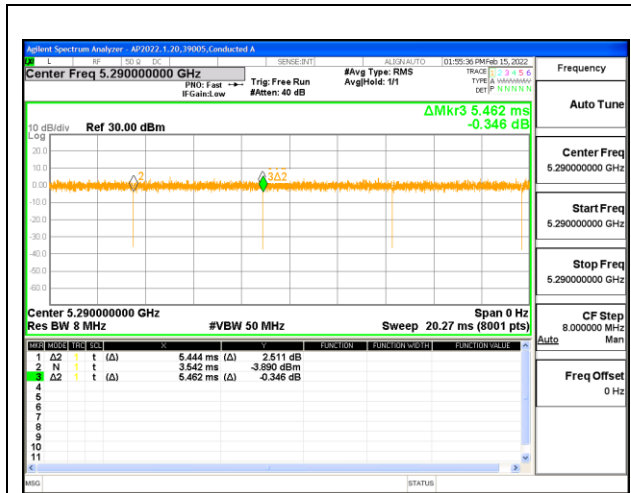 Agilent Spectrum Analyzer - AP2022.1.20,39005,Conducted A
L RF 50 Ω DC SENSE:INT ALIGN AUTO 01:55:36 PM Feb 15, 2022
Center Freq 5.290000000 GHz
PNO: Fast
IFGain:Low
Trig: Free Run
#Atten: 40 dB
#Avg Type: RMS
Avg|Hold: 1/1
TRACE 1 2 3 4 5 6
TYPE A WWWWW
DET P N N N N N
ΔMkr3 5.462 ms
-0.346 dB
10 dB/div Ref 30.00 dBm
Log
20.0
10.0
0.00
-10.0
-20.0
-30.0
-40.0
-50.0
-60.0
2
3Δ2
Center 5.290000000 GHz Span 0 Hz
Res BW 8 MHz #VBW 50 MHz Sweep 20.27 ms (8001 pts)
MKR MODE TRC SCL X Y FUNCTION FUNCTION WIDTH FUNCTION VALUE
1 Δ2 1 t (Δ) 5.444 ms (Δ) 2.511 dB
2 N 1 t 3.542 ms -3.890 dBm
3 Δ2 1 t (Δ) 5.462 ms (Δ) -0.346 dB
4
5
6
7
8
9
10
11
MSG STATUS
Frequency
Auto Tune
Center Freq
5.290000000 GHz
Start Freq
5.290000000 GHz
Stop Freq
5.290000000 GHz
CF Step
8.000000 MHz
Auto Man
Freq Offset
0 Hz